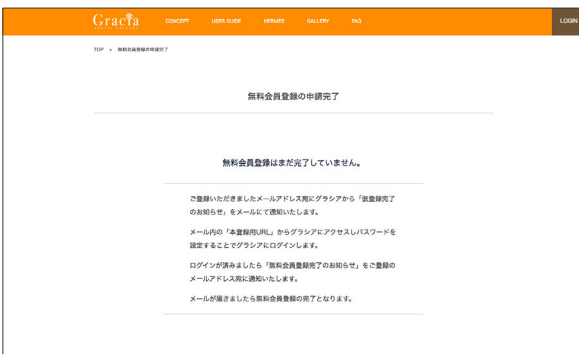 Gracia
CONCEPT
USER GUIDE
HERMES
GALLERY
FAQ
LOGIN
TOP > 無料会員登録の申請完了
無料会員登録の申請完了
無料会員登録はまだ完了していません。
ご登録いただきましたメールアドレス宛にグラシアから「仮登録完了
のお知らせ」をメールにて通知いたします。
メール内の「本登録用URL」からグラシアにアクセスしパスワードを
設定することでグラシアにログインします。
ログインが済みましたら「無料会員登録完了のお知らせ」をご登録の
メールアドレス宛に通知いたします。
メールが届きましたら無料会員登録の完了となります。